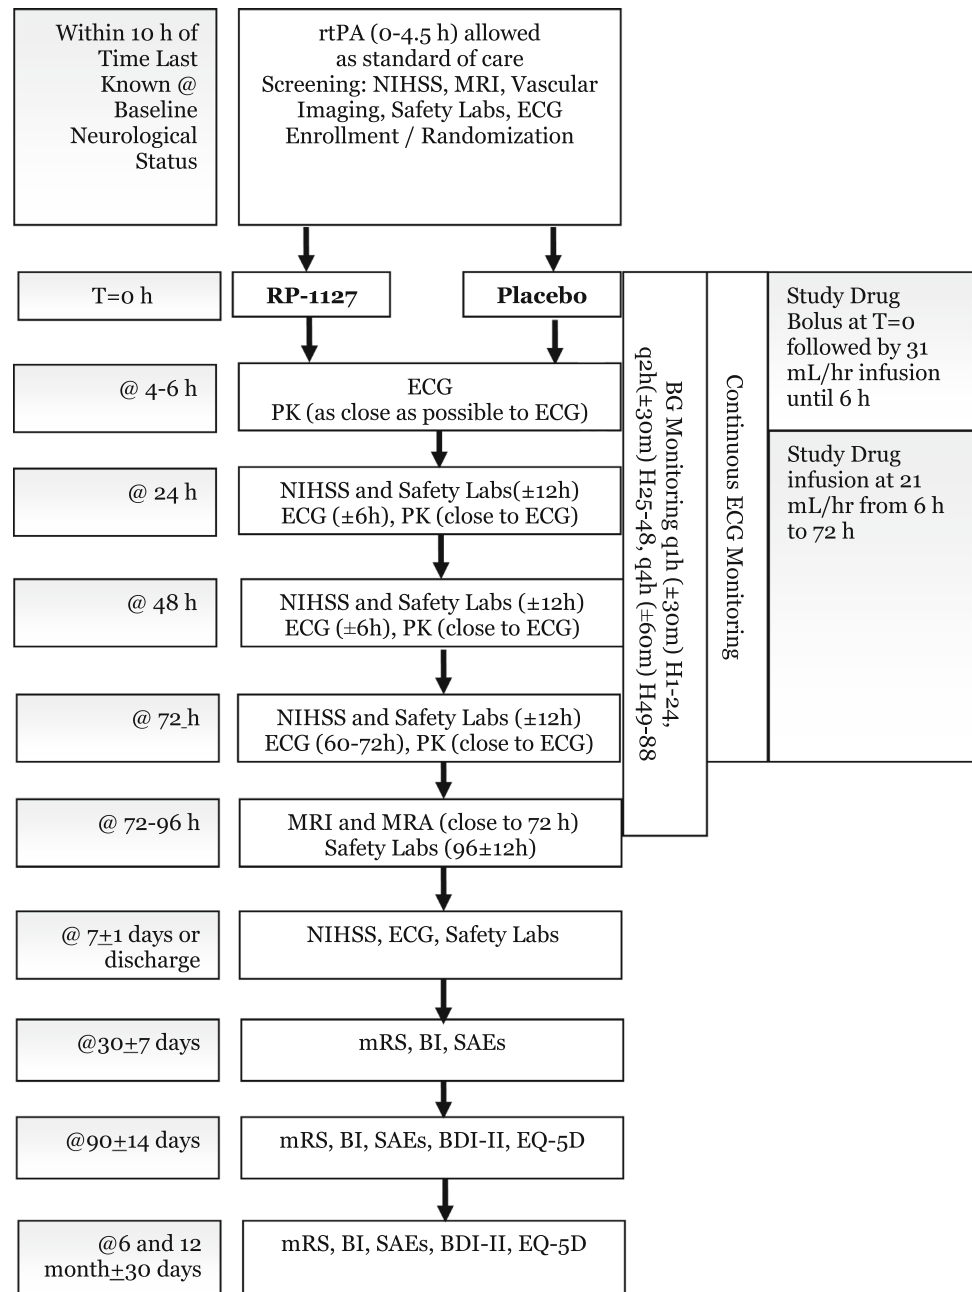 Within 10 h of
Time Last
Known @
Baseline
Neurological
Status
rtPA (0-4.5 h) allowed
as standard of care
Screening: NIHSS, MRI, Vascular
Imaging, Safety Labs, ECG
Enrollment / Randomization
T=0 h
RP-1127
Placebo
Study Drug
Bolus at T=0
followed by 31
mL/hr infusion
until 6 h
@ 4-6 h
ECG
PK (as close as possible to ECG)
BG Monitoring q1h (±30m) H1-24,
q2h(±30m) H25-48, q4h (±60m) H49-88
Continuous ECG Monitoring
Study Drug
infusion at 21
mL/hr from 6 h
to 72 h
@ 24 h
NIHSS and Safety Labs(±12h)
ECG (±6h), PK (close to ECG)
@ 48 h
NIHSS and Safety Labs (±12h)
ECG (±6h), PK (close to ECG)
@ 72 h
NIHSS and Safety Labs (±12h)
ECG (60-72h), PK (close to ECG)
@ 72-96 h
MRI and MRA (close to 72 h)
Safety Labs (96±12h)
@ 7±1 days or
discharge
NIHSS, ECG, Safety Labs
@30±7 days
mRS, BI, SAEs
@90±14 days
mRS, BI, SAEs, BDI-II, EQ-5D
@6 and 12
month±30 days
mRS, BI, SAEs, BDI-II, EQ-5D